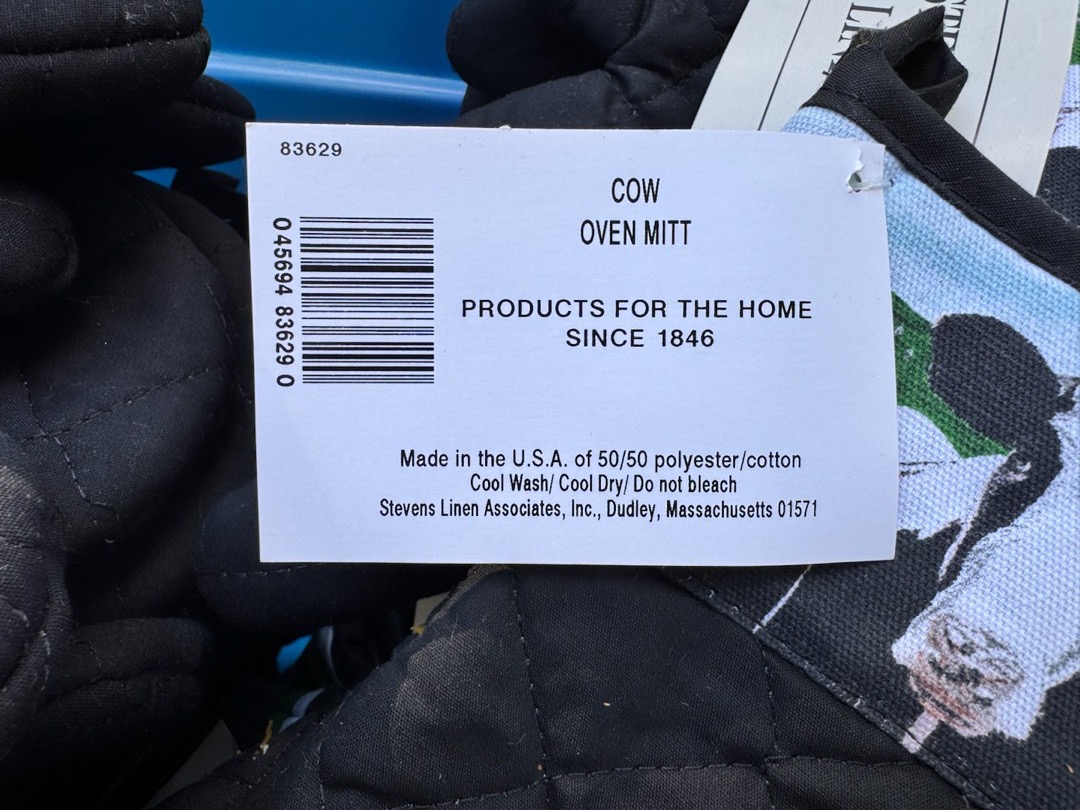 83629
COW
OVEN MITT
0 45694 83629 0
PRODUCTS FOR THE HOME
SINCE 1846
Made in the U.S.A. of 50/50 polyester/cotton
Cool Wash/ Cool Dry/ Do not bleach
Stevens Linen Associates, Inc., Dudley, Massachusetts 01571